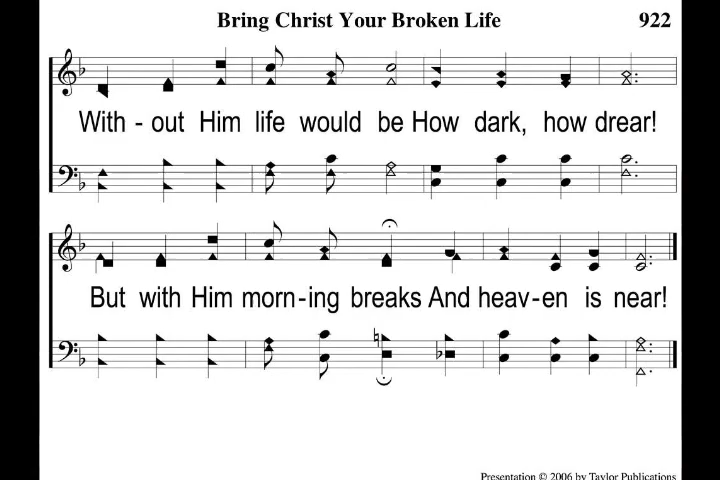 Bring Christ Your Broken Life 922
With - out Him life would be How dark, how drear!
But with Him morn-ing breaks And heav-en is near!
Presentation © 2006 by Taylor Publications